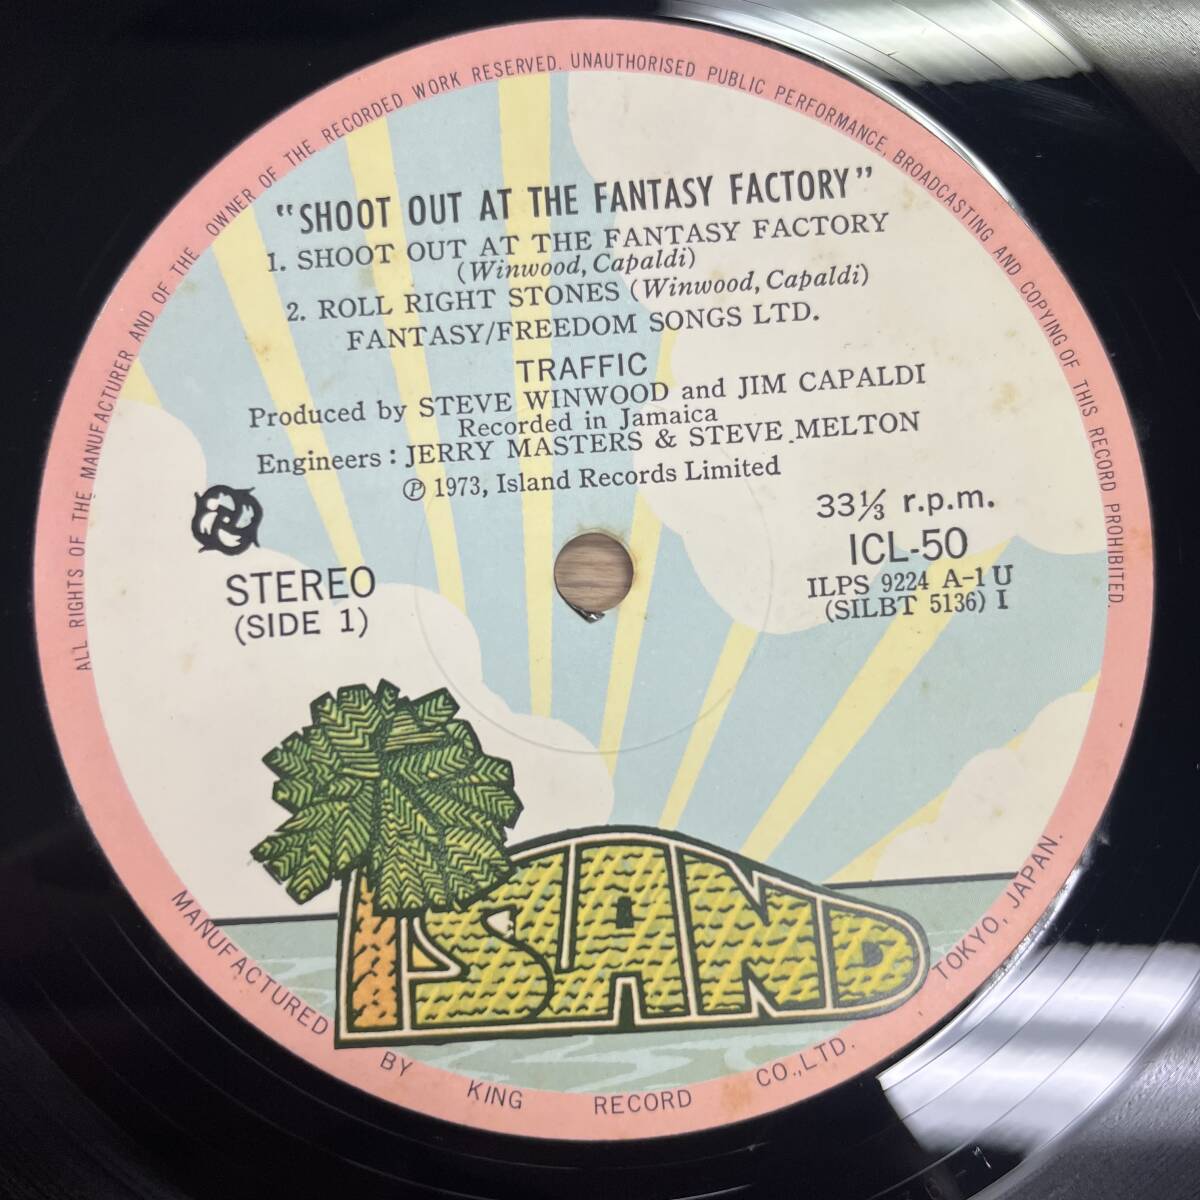 ALL RIGHTS OF THE MANUFACTURER AND OF THE OWNER OF THE RECORDED WORK RESERVED. UNAUTHORISED PUBLIC PERFORMANCE, BROADCASTING AND COPYING OF THIS RECORD PROHIBITED.
"SHOOT OUT AT THE FANTASY FACTORY"
1. SHOOT OUT AT THE FANTASY FACTORY
(Winwood, Capaldi)
2. ROLL RIGHT STONES (Winwood, Capaldi)
FANTASY/FREEDOM SONGS LTD.
TRAFFIC
Produced by STEVE WINWOOD and JIM CAPALDI
Recorded in Jamaica
Engineers : JERRY MASTERS & STEVE MELTON
Ⓟ 1973, Island Records Limited
STEREO
(SIDE 1)
33⅓ r.p.m.
ICL-50
ILPS 9224 A-1U
(SILBT 5136) I
ISLAND
MANUFACTURED BY KING RECORD CO.,LTD. TOKYO, JAPAN.